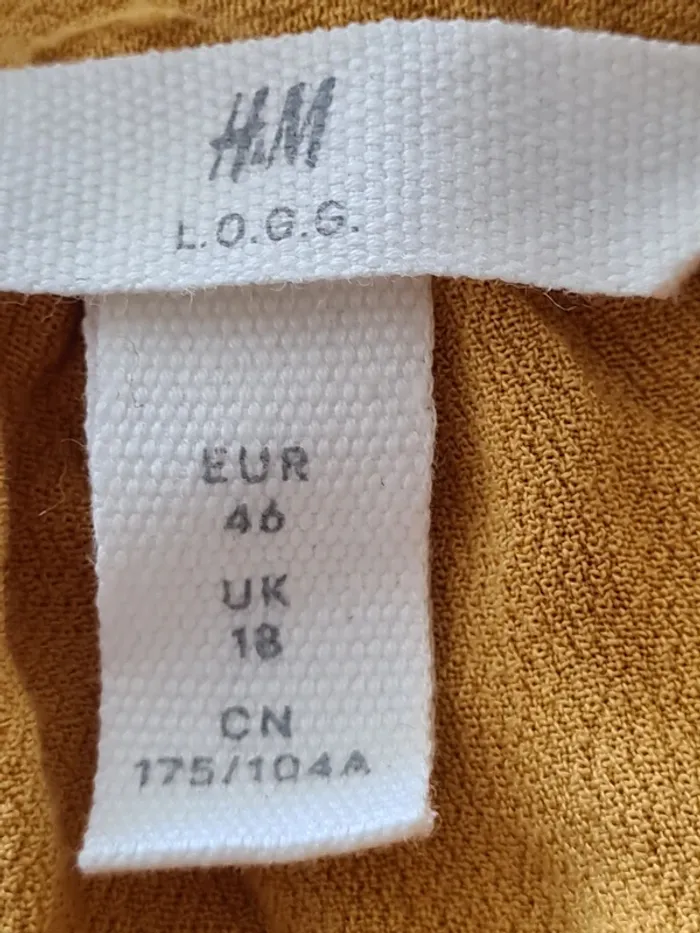 H&M
L.O.G.G.
EUR
46
UK
18
CN
175/104A